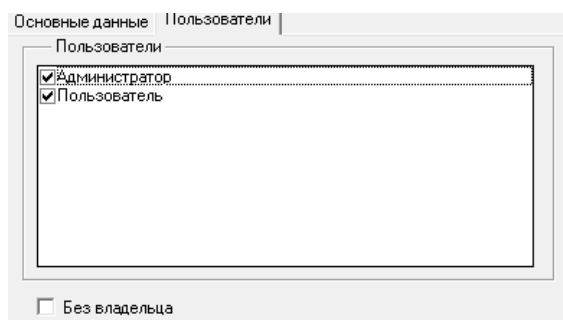 Основные данные Пользователи
Пользователи
Администратор
Пользователь
Без владельца